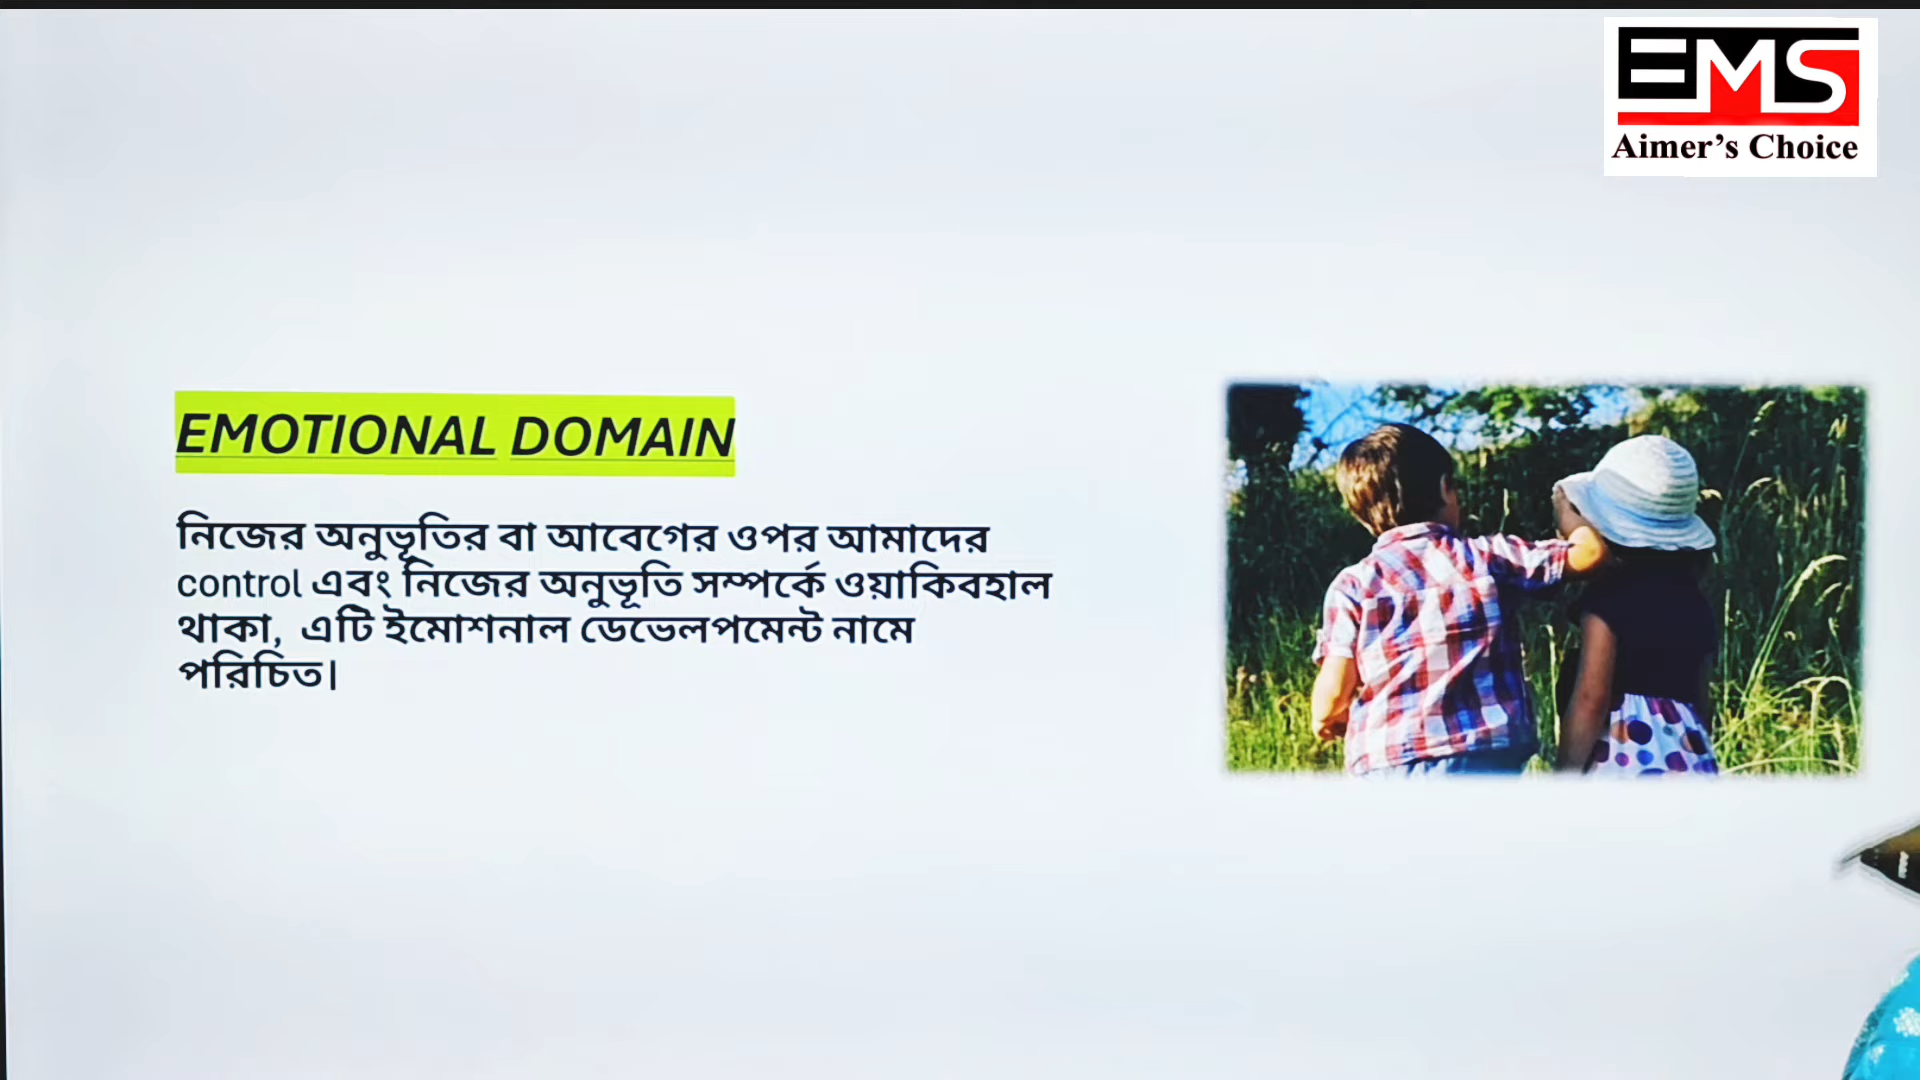 EMS
Aimer's Choice
EMOTIONAL DOMAIN
নিজের অনুভূতির বা আবেগের ওপর আমাদের
control এবং নিজের অনুভূতি সম্পর্কে ওয়াকিবহাল
থাকা, এটি ইমোশনাল ডেভেলপমেন্ট নামে
পরিচিত।